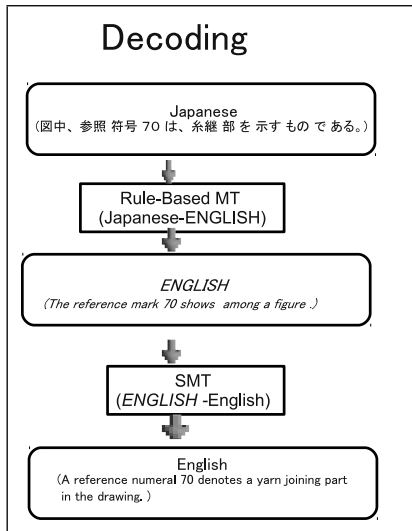 Decoding
Japanese
(図中、参照 符号 70 は、糸継 部 を 示す もの で ある。)
Rule-Based MT
(Japanese-ENGLISH)
ENGLISH
(The reference mark 70 shows among a figure .)
SMT
(ENGLISH -English)
English
(A reference numeral 70 denotes a yarn joining part
in the drawing. )